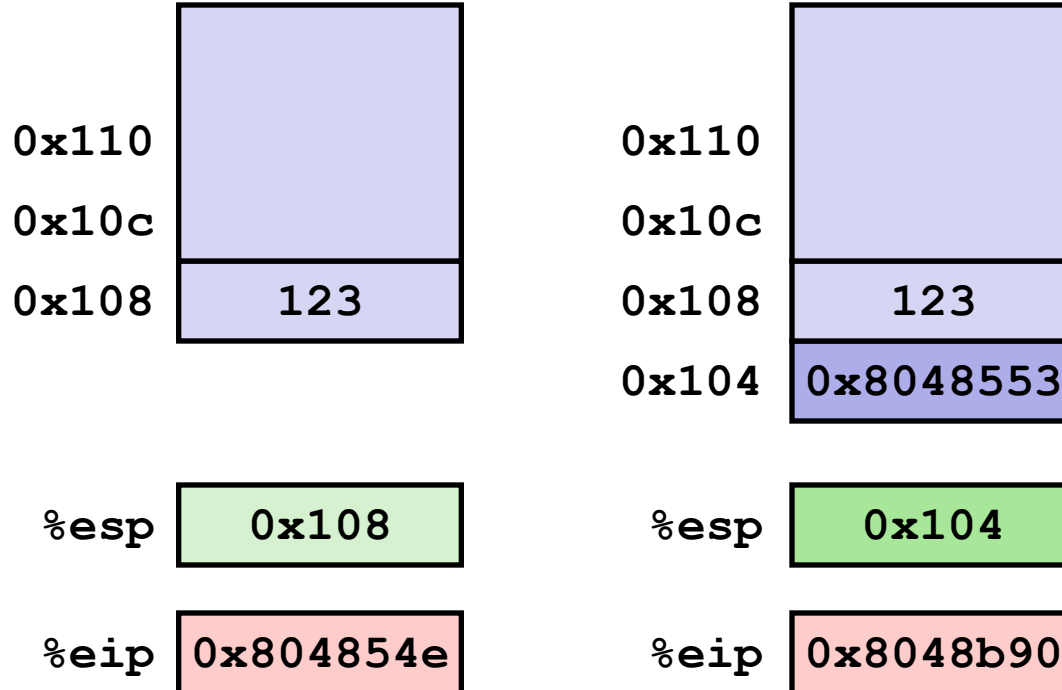 0x110 0x110
0x10c 0x10c
0x108 123 0x108 123
0x104 0x8048553
%esp 0x108 %esp 0x104
%eip 0x804854e %eip 0x8048b90